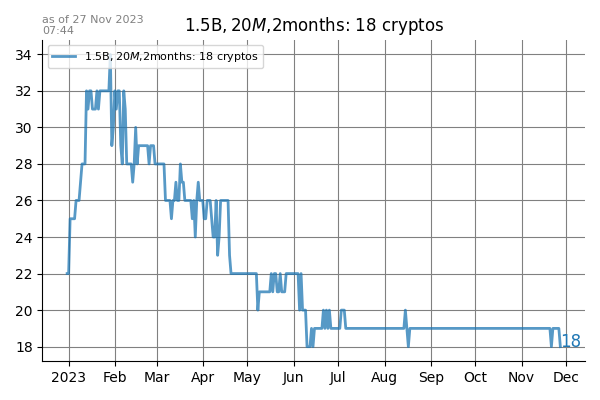 as of 27 Nov 2023
07:44
1.5B, 20M,2months: 18 cryptos
1.5B, 20M,2months: 18 cryptos
34
32
30
28
26
24
22
20
18
18
2023 Feb Mar Apr May Jun Jul Aug Sep Oct Nov Dec